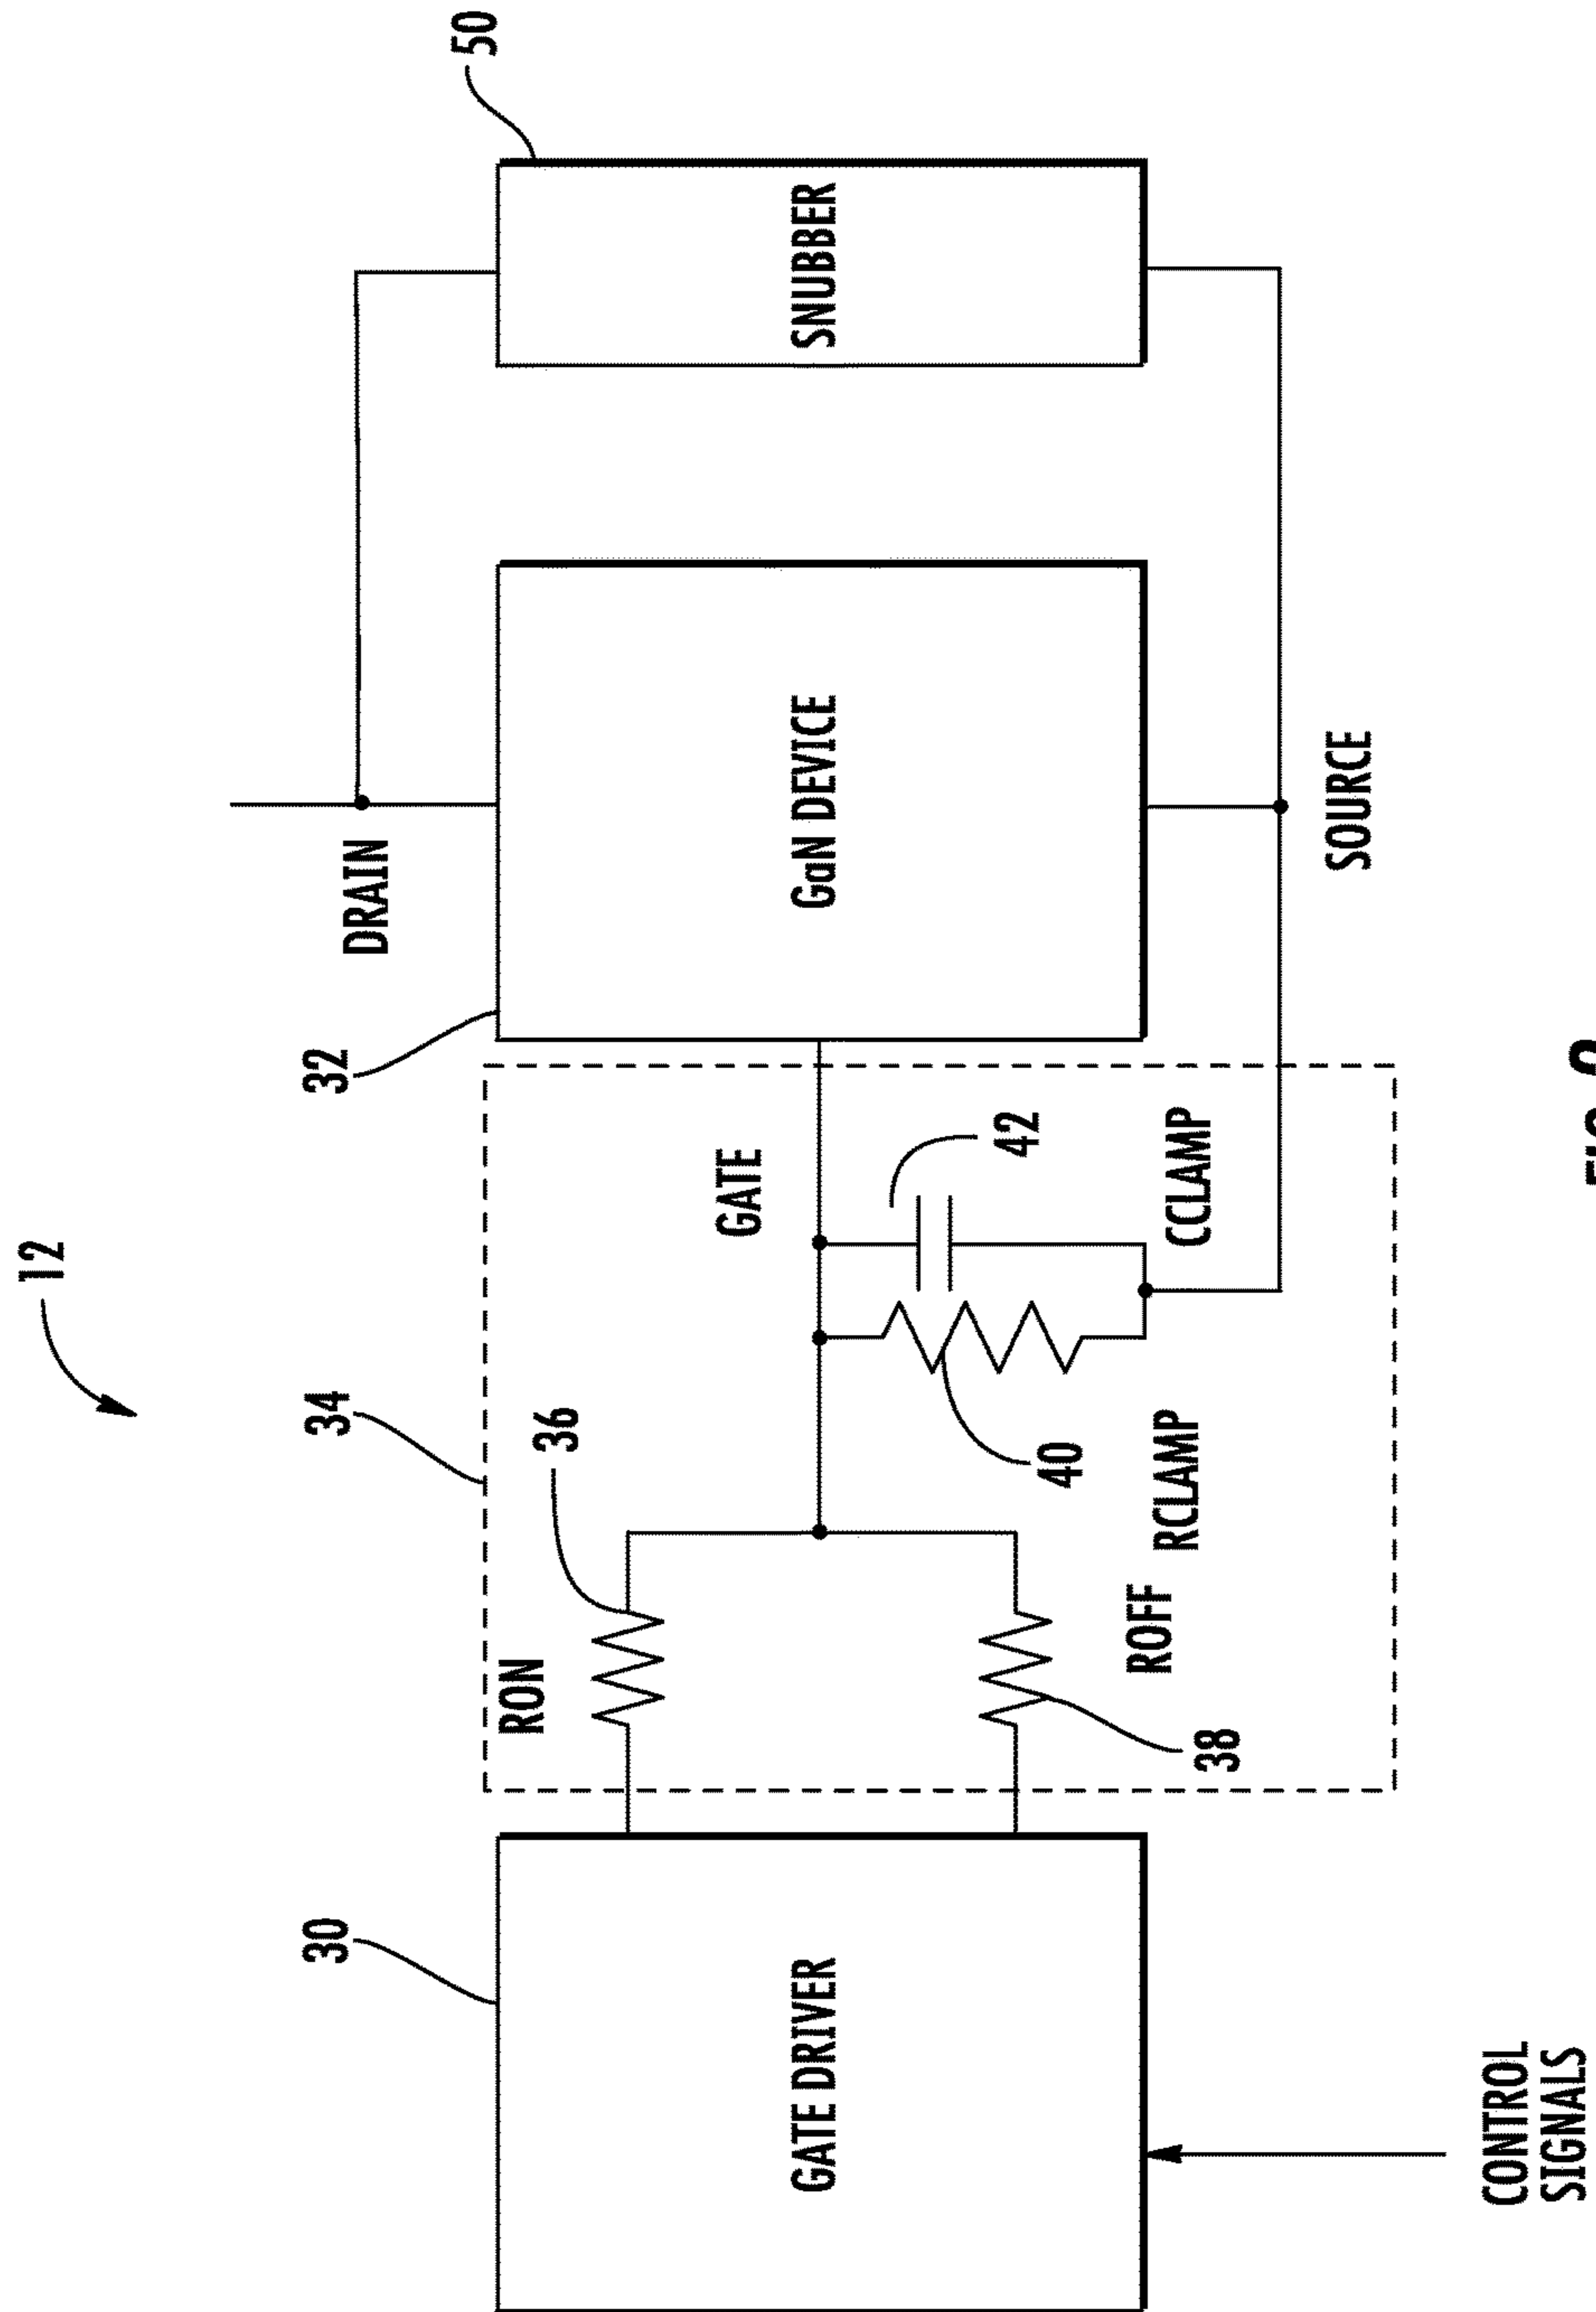 12
30
34
32
DRAIN
50
RON
36
GATE
GATE DRIVER
GaN DEVICE
SNUBBER
42
40
ROFF
RCLAMP
CCLAMP
38
SOURCE
CONTROL
SIGNALS